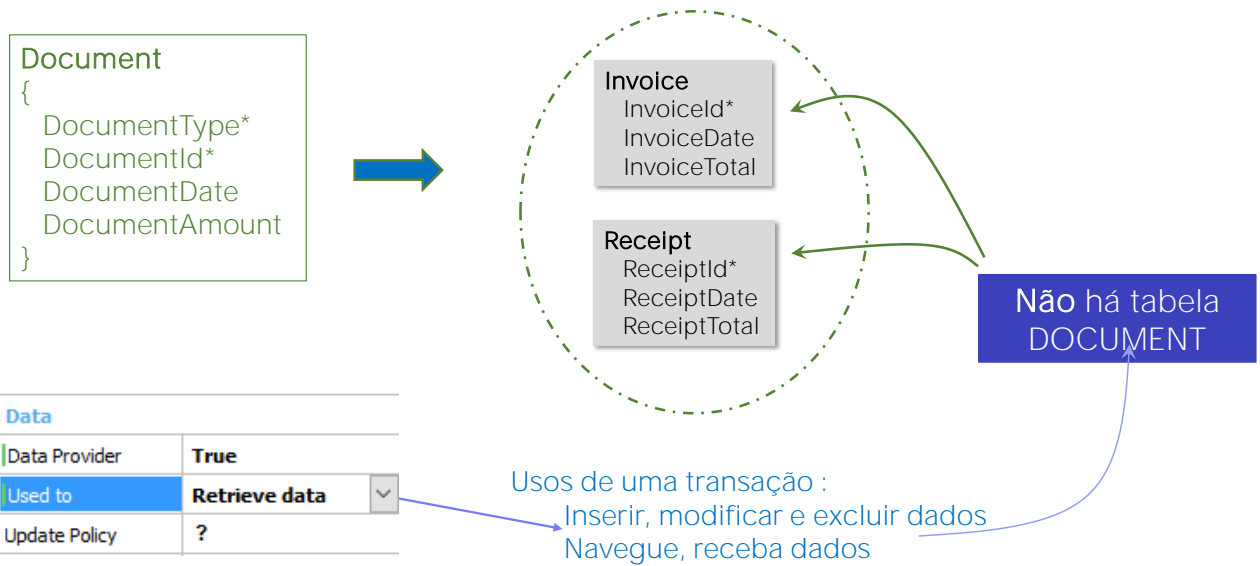 Document
{
DocumentType*
DocumentId*
DocumentDate
DocumentAmount
}
Invoice
InvoiceId*
InvoiceDate
InvoiceTotal
Receipt
ReceiptId*
ReceiptDate
ReceiptTotal
Não há tabela
DOCUMENT
Data
Data Provider True
Used to Retrieve data
Update Policy ?
Usos de uma transação :
Inserir, modificar e excluir dados
Navegue, receba dados